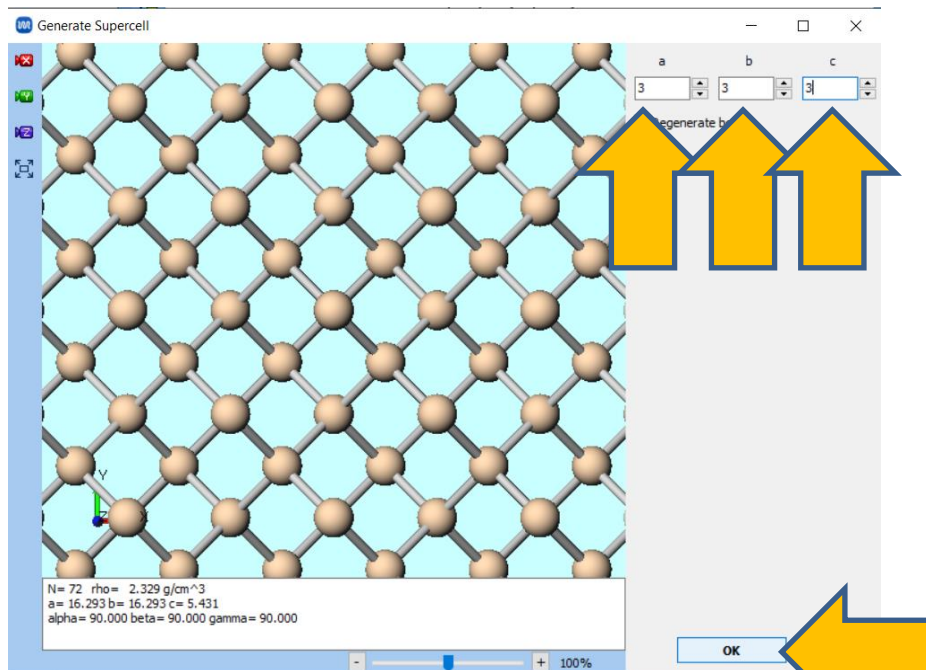 Generate Supercell
a b c
3 3 3
egenerate b
Y
Z X
N= 72 rho= 2.329 g/cm^3
a= 16.293 b= 16.293 c= 5.431
alpha= 90.000 beta= 90.000 gamma= 90.000
OK
- + 100%